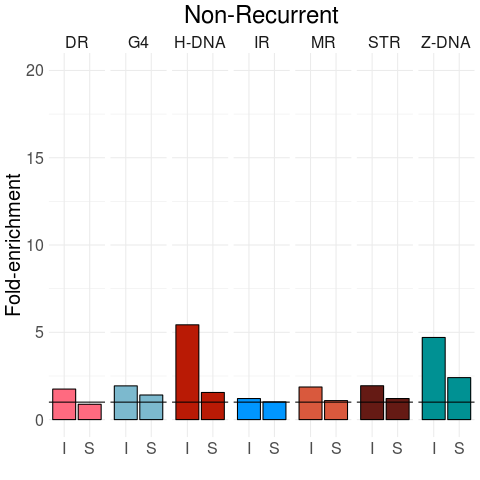 Non-Recurrent
DR G4 H-DNA IR MR STR Z-DNA
Fold-enrichment
20
15
10
5
0
I S I S I S I S I S I S I S